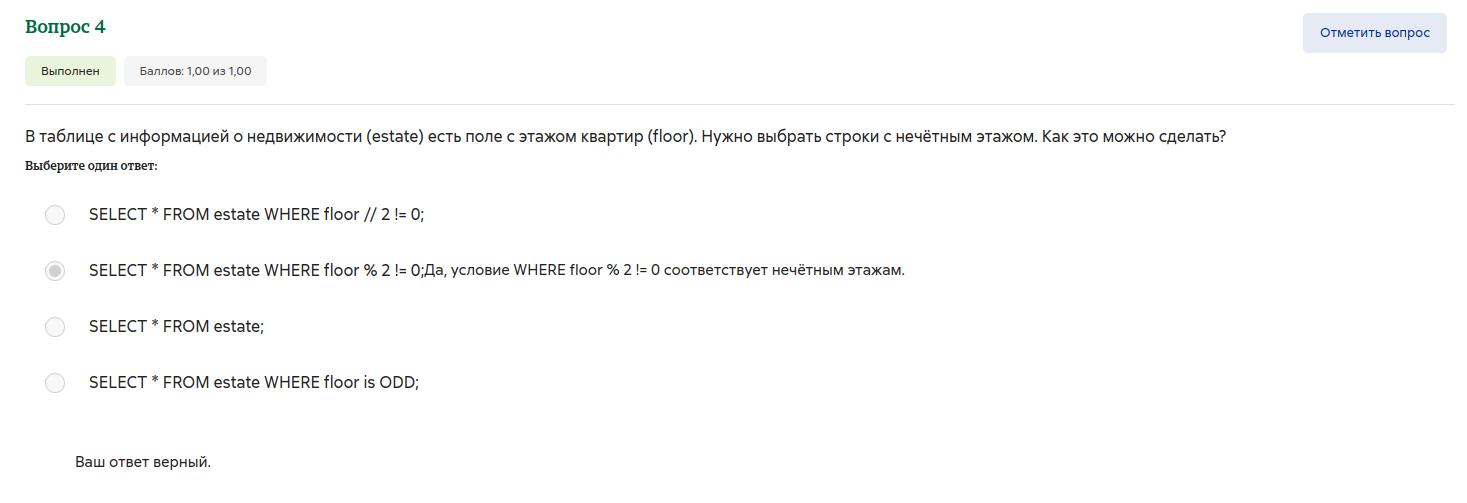 Вопрос 4
Отметить вопрос
Выполнен
Баллов: 1,00 из 1,00
В таблице с информацией о недвижимости (estate) есть поле с этажом квартир (floor). Нужно выбрать строки с нечётным этажом. Как это можно сделать?
Выберите один ответ:
SELECT * FROM estate WHERE floor // 2 != 0;
SELECT * FROM estate WHERE floor % 2 != 0;Да, условие WHERE floor % 2 != 0 соответствует нечётным этажам.
SELECT * FROM estate;
SELECT * FROM estate WHERE floor is ODD;
Ваш ответ верный.